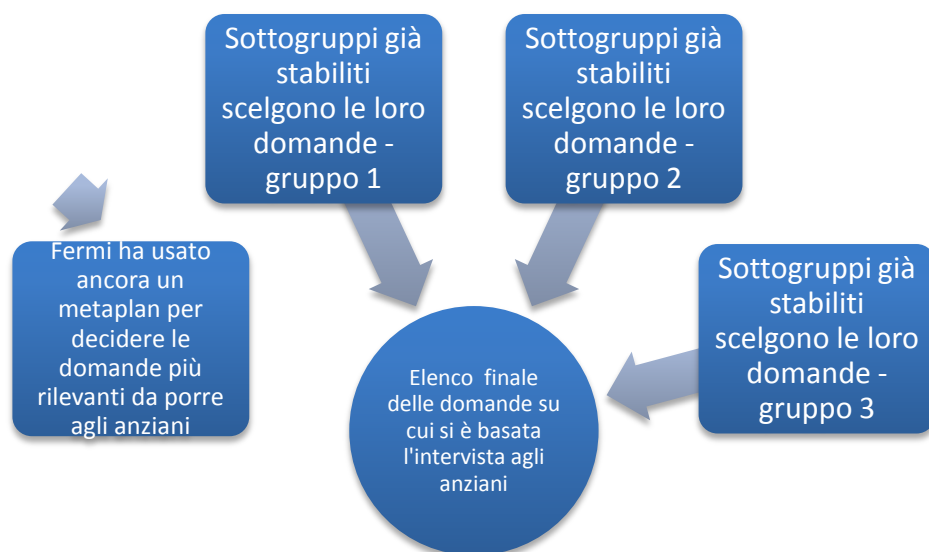 Sottogruppi già
stabiliti
scelgono le loro
domande -
gruppo 1
Sottogruppi già
stabiliti
scelgono le loro
domande -
gruppo 2
Fermi ha usato
ancora un
metaplan per
decidere le
domande più
rilevanti da porre
agli anziani
Sottogruppi già
stabiliti
scelgono le loro
domande -
gruppo 3
Elenco finale
delle domande su
cui si è basata
l'intervista agli
anziani